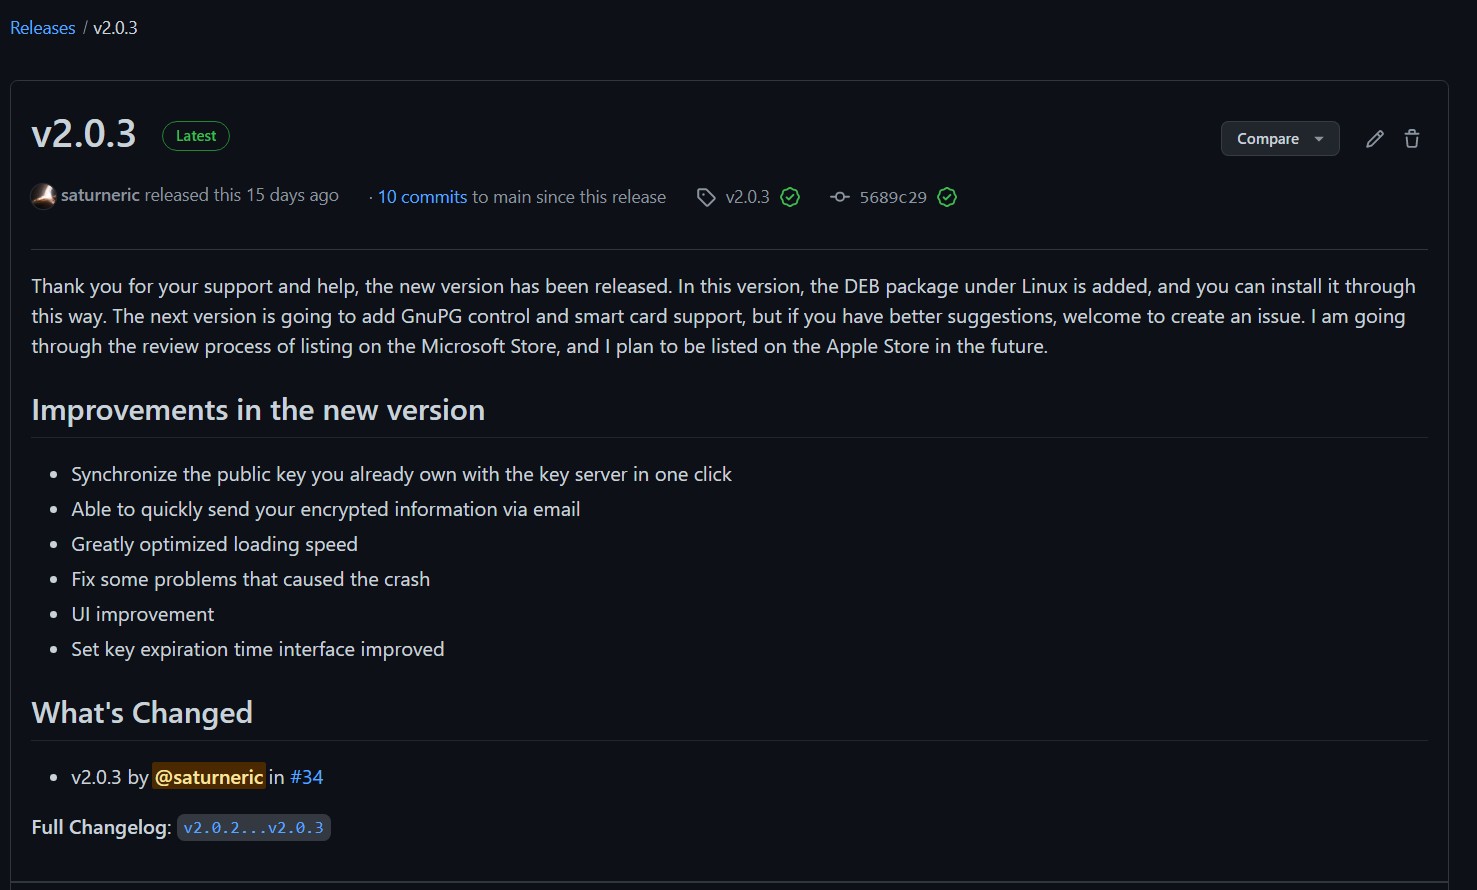 Releases / v2.0.3
v2.0.3 Latest Compare
saturneric released this 15 days ago · 10 commits to main since this release v2.0.3 5689c29
Thank you for your support and help, the new version has been released. In this version, the DEB package under Linux is added, and you can install it through
this way. The next version is going to add GnuPG control and smart card support, but if you have better suggestions, welcome to create an issue. I am going
through the review process of listing on the Microsoft Store, and I plan to be listed on the Apple Store in the future.
Improvements in the new version
• Synchronize the public key you already own with the key server in one click
• Able to quickly send your encrypted information via email
• Greatly optimized loading speed
• Fix some problems that caused the crash
• UI improvement
• Set key expiration time interface improved
What's Changed
• v2.0.3 by @saturneric in #34
Full Changelog: v2.0.2...v2.0.3